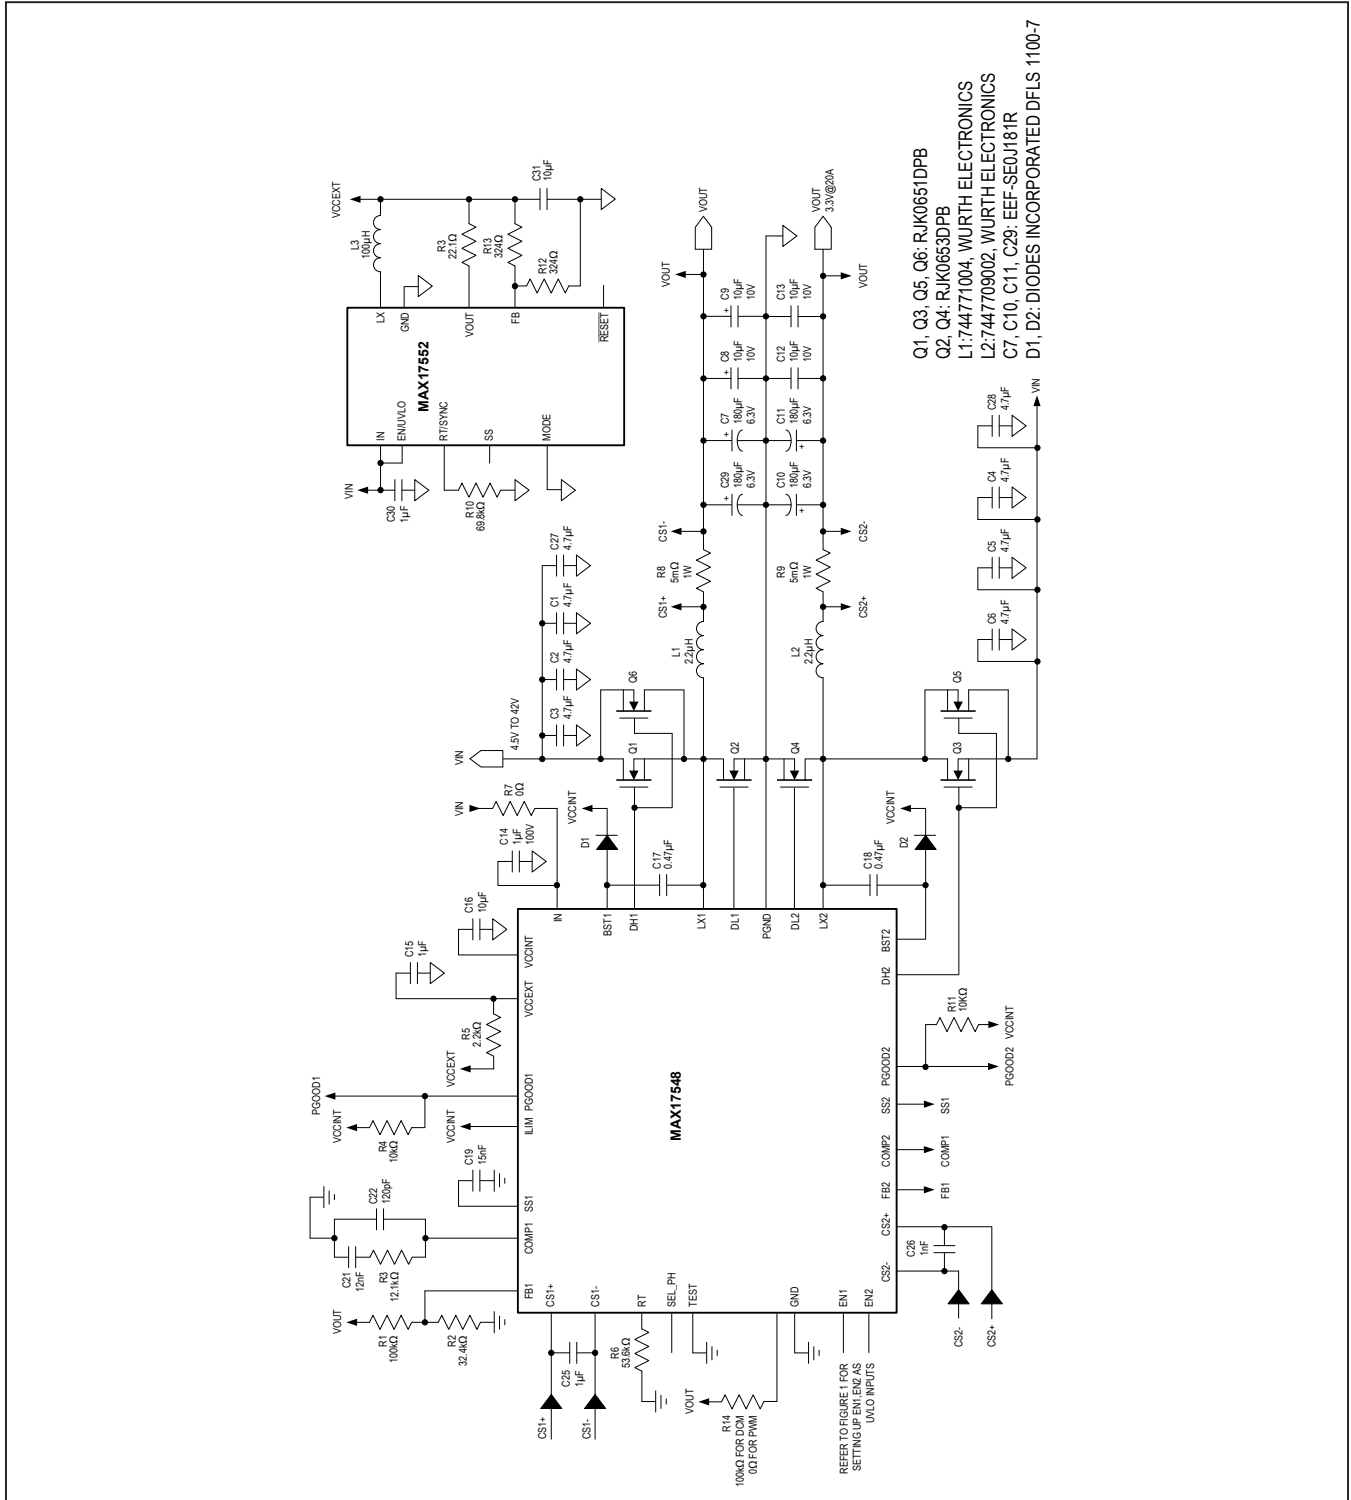 VCCEXT
L3
100µH
R3
22.1Ω
R13
324Ω
R12
324Ω
C31
10µF
LX
GND
VOUT
FB
RESET
MAX17552
IN
EN/UVLO
RT/SYNC
SS
MODE
VIN
C30
1µF
R10
69.8kΩ
VOUT
VOUT
3.3V@20A
VOUT
VOUT
C9
10µF
10V
C13
10µF
10V
C8
10µF
10V
C12
10µF
10V
C7
180µF
6.3V
C11
180µF
6.3V
C29
180µF
6.3V
C10
180µF
6.3V
Q1, Q3, Q5, Q6: RJK0651DPB
Q2, Q4: RJK0653DPB
L1:744771004, WURTH ELECTRONICS
L2:7447709002, WURTH ELECTRONICS
C7, C10, C11, C29: EEF-SE0J181R
D1, D2: DIODES INCORPORATED DFLS 1100-7
CS1-
R8
5mΩ
1W
CS1+
L1
2.2µH
CS2-
R9
5mΩ
1W
CS2+
L2
2.2µH
VIN
C28
4.7µF
C4
4.7µF
C5
4.7µF
C6
4.7µF
C27
4.7µF
C1
4.7µF
C2
4.7µF
C3
4.7µF
VIN
4.5V TO 42V
Q6
Q1
Q2
Q4
Q5
Q3
VIN
R7
0Ω
C14
1µF
100V
VCCINT
D1
C17
0.47µF
C18
0.47µF
VCCINT
D2
C16
10µF
C15
1µF
R5
2.2kΩ
VCCEXT
PGOOD1
VCCINT
R4
10kΩ
VCCINT
C19
15nF
C22
120pF
C21
12nF
R3
12.1kΩ
VOUT
R1
100kΩ
R2
32.4kΩ
IN
BST1
DH1
LX1
DL1
PGND
DL2
LX2
VCCINT
VCCEXT
PGOOD1
ILIM
SS1
COMP1
FB1
MAX17548
BST2
DH2
PGOOD2
SS2
COMP2
FB2
CS2+
CS2-
CS1+
CS1-
RT
SEL_PH
TEST
GND
EN1
EN2
R11
10KΩ
VCCINT
PGOOD2
SS1
COMP1
FB1
C26
1nF
CS2-
CS2+
CS1+
CS1-
C25
1µF
R6
53.6kΩ
VOUT
R14
100kΩ FOR DCM
0Ω FOR PWM
REFER TO FIGURE 1 FOR
SETTING UP EN1,EN2 AS
UVLO INPUTS